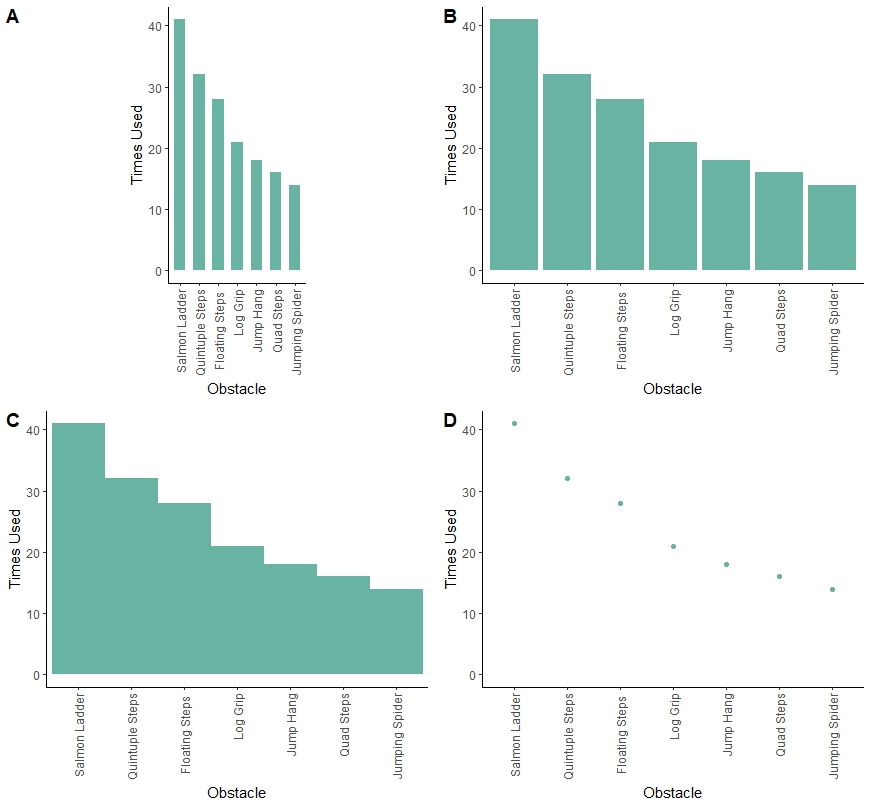 A
40
30
20
10
0
Times Used
Salmon Ladder
Quintuple Steps
Floating Steps
Log Grip
Jump Hang
Quad Steps
Jumping Spider
Obstacle
B
40
30
20
10
0
Times Used
Salmon Ladder
Quintuple Steps
Floating Steps
Log Grip
Jump Hang
Quad Steps
Jumping Spider
Obstacle
C
40
30
20
10
0
Times Used
Salmon Ladder
Quintuple Steps
Floating Steps
Log Grip
Jump Hang
Quad Steps
Jumping Spider
Obstacle
D
40
30
20
10
0
Times Used
Salmon Ladder
Quintuple Steps
Floating Steps
Log Grip
Jump Hang
Quad Steps
Jumping Spider
Obstacle